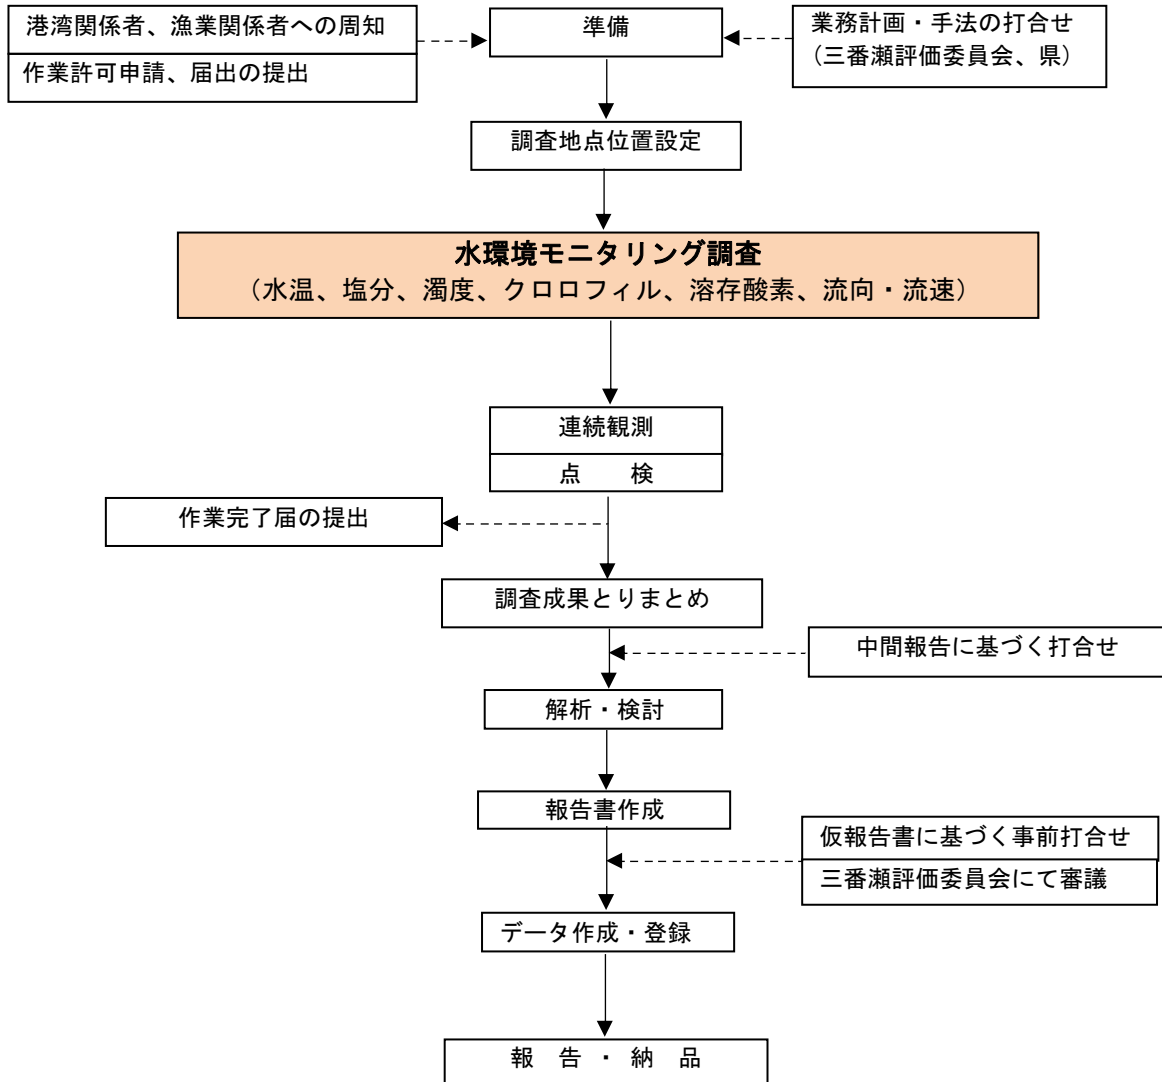 港湾関係者、漁業関係者への周知
作業許可申請、届出の提出
準備
業務計画・手法の打合せ
(三番瀬評価委員会、県)
調査地点位置設定
水環境モニタリング調査
(水温、塩分、濁度、クロロフィル、溶存酸素、流向・流速)
連続観測
点　　検
作業完了届の提出
調査成果とりまとめ
中間報告に基づく打合せ
解析・検討
報告書作成
仮報告書に基づく事前打合せ
三番瀬評価委員会にて審議
データ作成・登録
報　告　・　納　品